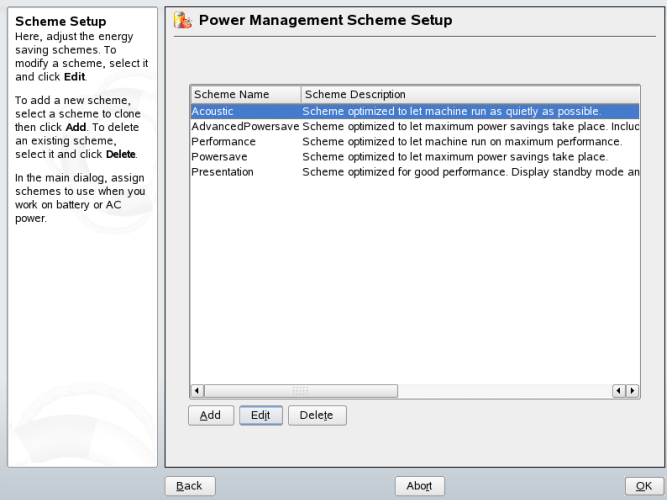 Scheme Setup
Here, adjust the energy
saving schemes. To
modify a scheme, select it
and click Edit.
To add a new scheme,
select a scheme to clone
then click Add. To delete
an existing scheme,
select it and click Delete.
In the main dialog, assign
schemes to use when you
work on battery or AC
power.
Power Management Scheme Setup
Scheme Name Scheme Description
Acoustic Scheme optimized to let machine run as quietly as possible.
AdvancedPowersave Scheme optimized to let maximum power savings take place. Incluc
Performance Scheme optimized to let machine run on maximum performance.
Powersave Scheme optimized to let maximum power savings take place.
Presentation Scheme optimized for good performance. Display standby mode an
Add Edit Delete
Back Abort OK